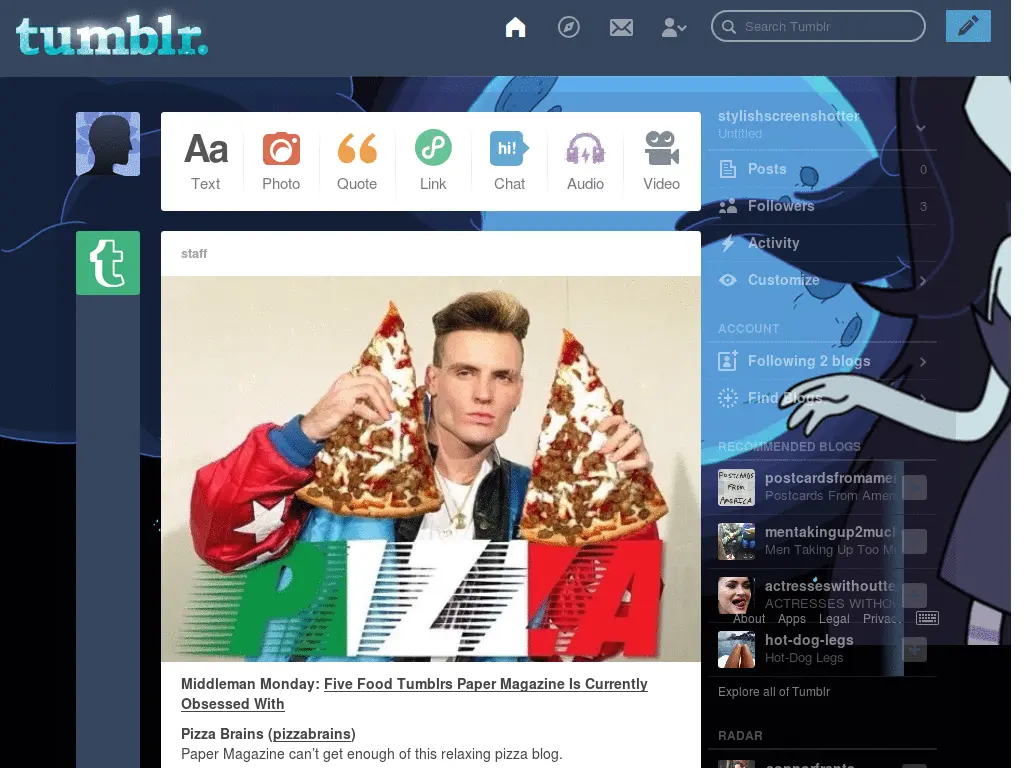 tumblr.
Search Tumblr
Aa
hi!
Text
Photo
Quote
Link
Chat
Audio
Video
staff
PIZZA
Middleman Monday: Five Food Tumblrs Paper Magazine Is Currently
Obsessed With
Pizza Brains (pizzabrains)
Paper Magazine can't get enough of this relaxing pizza blog.
stylishscreenshotter
Untitled
Posts 0
Followers 3
Activity
Customize
ACCOUNT
Following 2 blogs
Find Blogs
RECOMMENDED BLOGS
POSTCARDS
FROM
AMERICA
postcardsfromamer
Postcards From Amer
mentakingup2much
Men Taking Up Too M
actresseswithoutte
ACTRESSES WITHO
About Apps Legal Privac
hot-dog-legs
Hot-Dog Legs
Explore all of Tumblr
RADAR